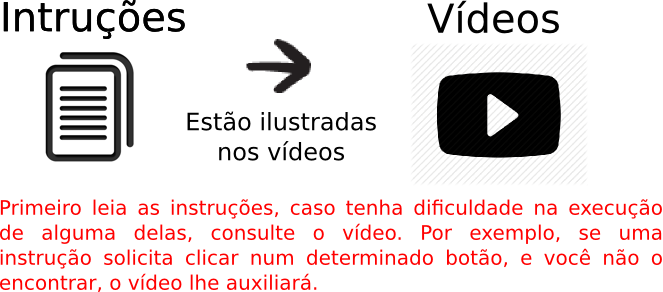 Intruções
Vídeos
Estão ilustradas
nos vídeos
Primeiro leia as instruções, caso tenha dificuldade na execução
de alguma delas, consulte o vídeo. Por exemplo, se uma
instrução solicita clicar num determinado botão, e você não o
encontrar, o vídeo lhe auxiliará.